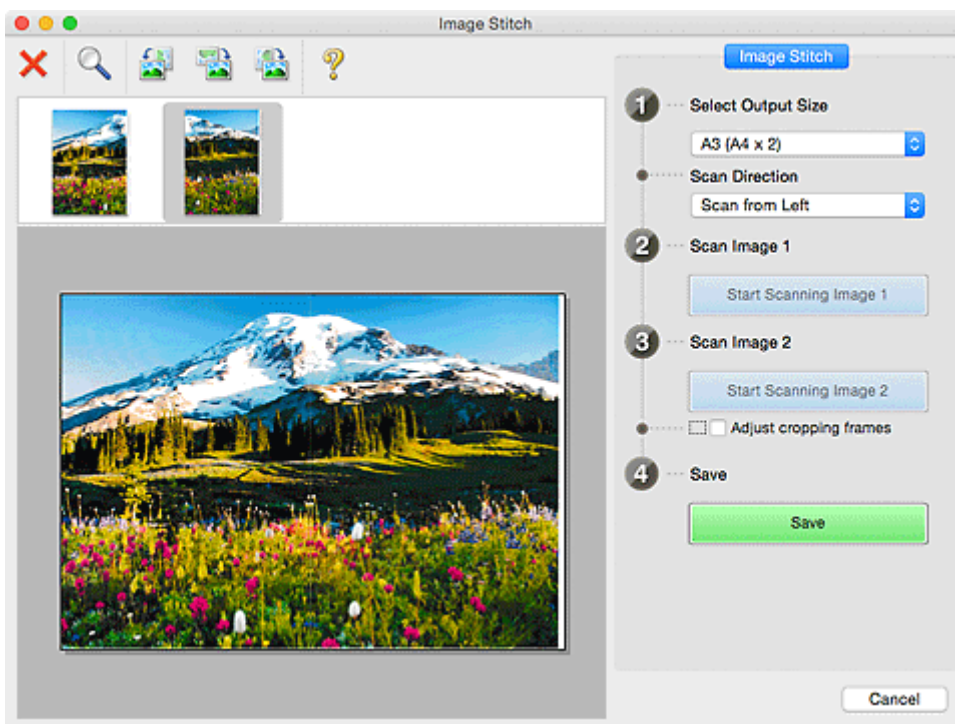 Image Stitch
Image Stitch
1 Select Output Size
A3 (A4 x 2)
Scan Direction
Scan from Left
2 Scan Image 1
Start Scanning Image 1
3 Scan Image 2
Start Scanning Image 2
Adjust cropping frames
4 Save
Save
Cancel